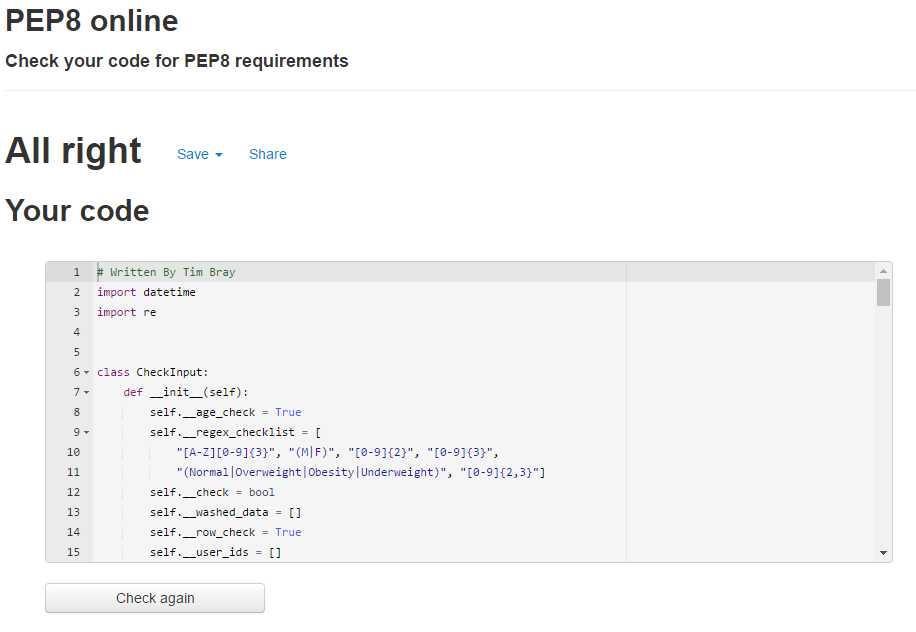 PEP8 online
Check your code for PEP8 requirements
All right Save Share
Your code
1 # Written By Tim Bray
2 import datetime
3 import re
4
5
6 class CheckInput:
7 def __init__(self):
8 self.__age_check = True
9 self.__regex_checklist = [
10 "[A-Z][0-9]{3}", "(M|F)", "[0-9]{2}", "[0-9]{3}",
11 "(Normal|Overweight|Obesity|Underweight)", "[0-9]{2,3}"]
12 self.__check = bool
13 self.__washed_data = []
14 self.__row_check = True
15 self.__user_ids = []
Check again